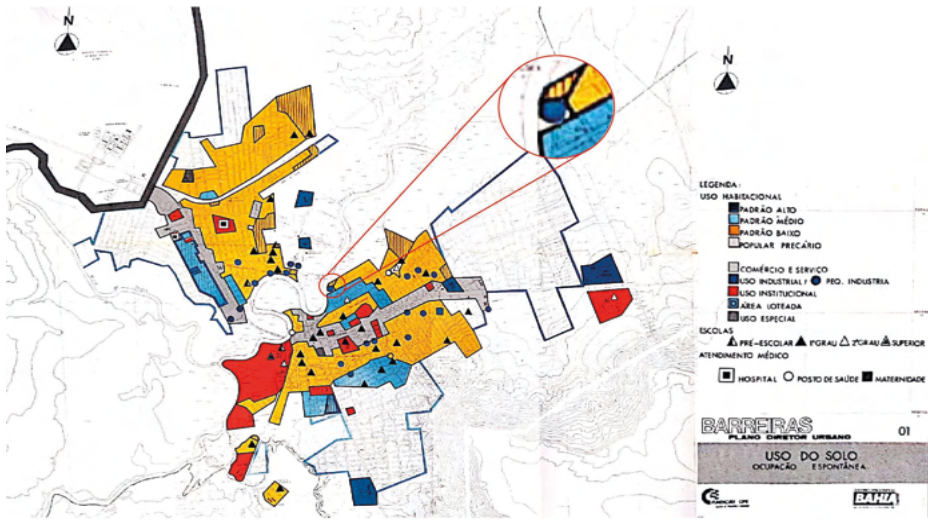 N
N
LEGENDA:
USO HABITACIONAL
PADRÃO ALTO
PADRÃO MÉDIO
PADRÃO BAIXO
POPULAR PRECÁRIO
COMÉRCIO E SERVIÇO
USO INDUSTRIAL / PEQ. INDUSTRIA
USO INSTITUCIONAL
ÁREA LOTEADA
USO ESPECIAL
ESCOLAS
PRÉ-ESCOLAR 1ºGRAU 2ºGRAU SUPERIOR
ATENDIMENTO MÉDICO
HOSPITAL POSTO DE SAÚDE MATERNIDADE
BARREIRAS 01
PLANO DIRETOR URBANO
USO DO SOLO
OCUPAÇÃO ESPONTÂNEA
FUNDAÇÃO CPE
BAHIA